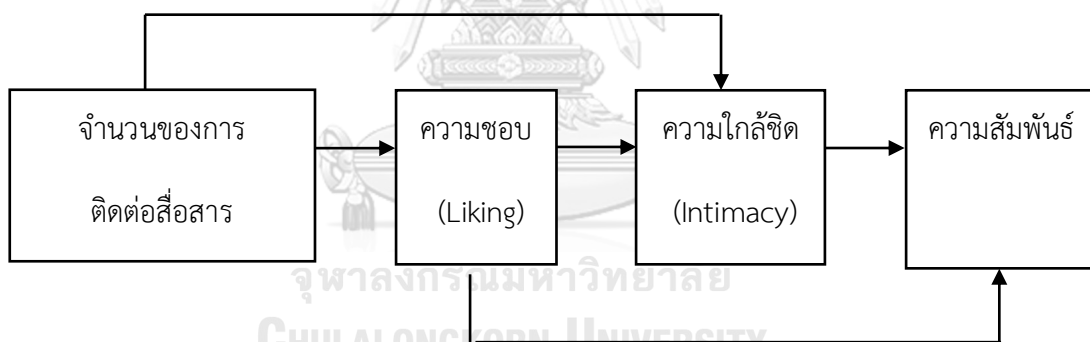 จำนวนของการ
ติดต่อสื่อสาร
ความชอบ
(Liking)
ความใกล้ชิด
(Intimacy)
ความสัมพันธ์
จุฬาลงกรณ์มหาวิทยาลัย
CHULALONGKORN UNIVERSITY